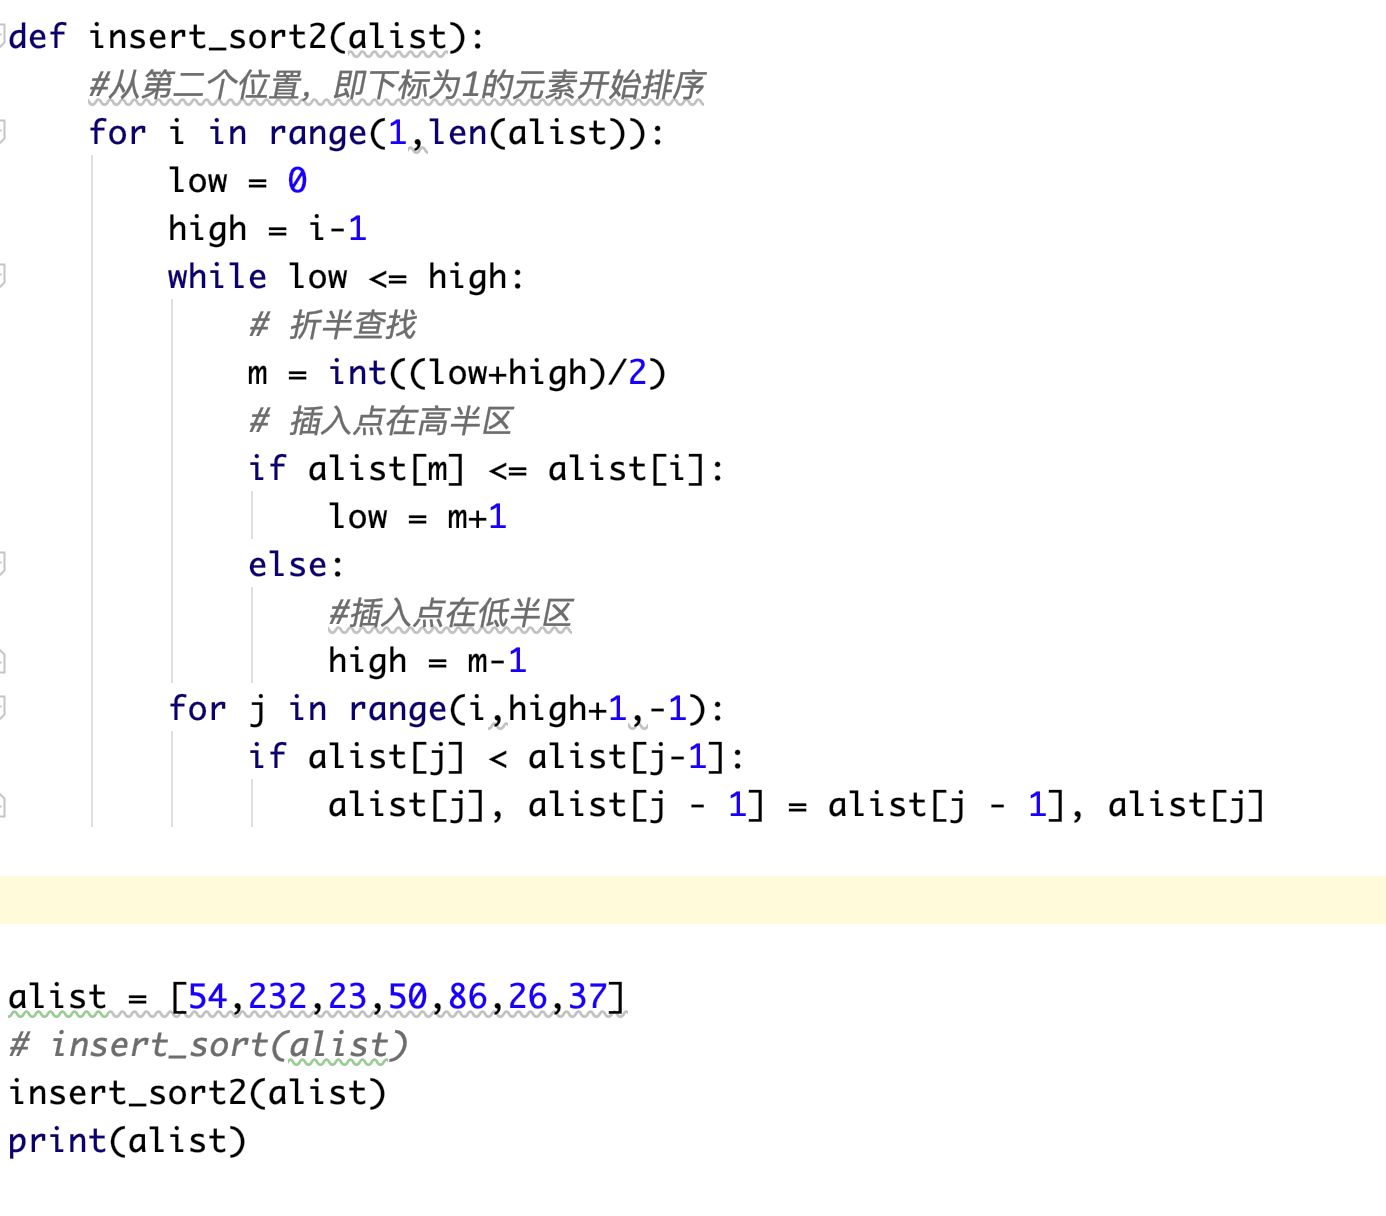 def insert_sort2(alist):
    #从第二个位置，即下标为1的元素开始排序
    for i in range(1,len(alist)):
        low = 0
        high = i-1
        while low <= high:
            # 折半查找
            m = int((low+high)/2)
            # 插入点在高半区
            if alist[m] <= alist[i]:
                low = m+1
            else:
                #插入点在低半区
                high = m-1
        for j in range(i,high+1,-1):
            if alist[j] < alist[j-1]:
                alist[j], alist[j - 1] = alist[j - 1], alist[j]
alist = [54,232,23,50,86,26,37]
# insert_sort(alist)
insert_sort2(alist)
print(alist)